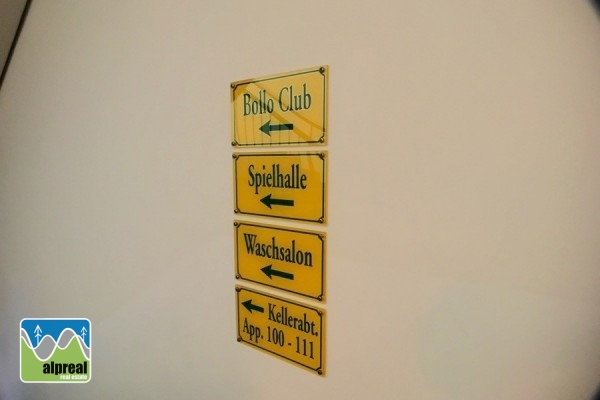 Bollo Club
Spielhalle
Waschsalon
Kellerabt.
App. 100 - 111
alpreal
real estate